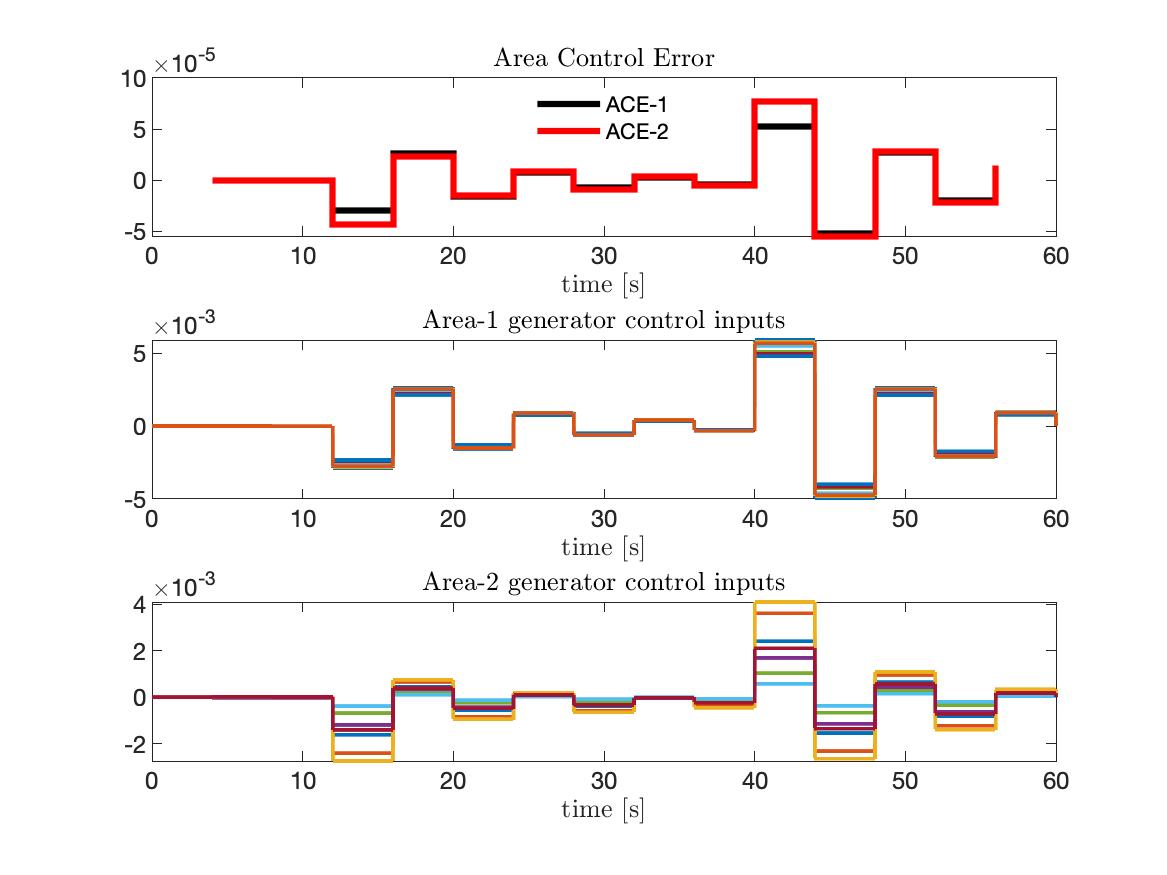 ×10-5
Area Control Error
10
5
0
-5
ACE-1
ACE-2
0 10 20 30 40 50 60
time [s]
×10-3
Area-1 generator control inputs
5
0
-5
0 10 20 30 40 50 60
time [s]
×10-3
Area-2 generator control inputs
4
2
0
-2
0 10 20 30 40 50 60
time [s]